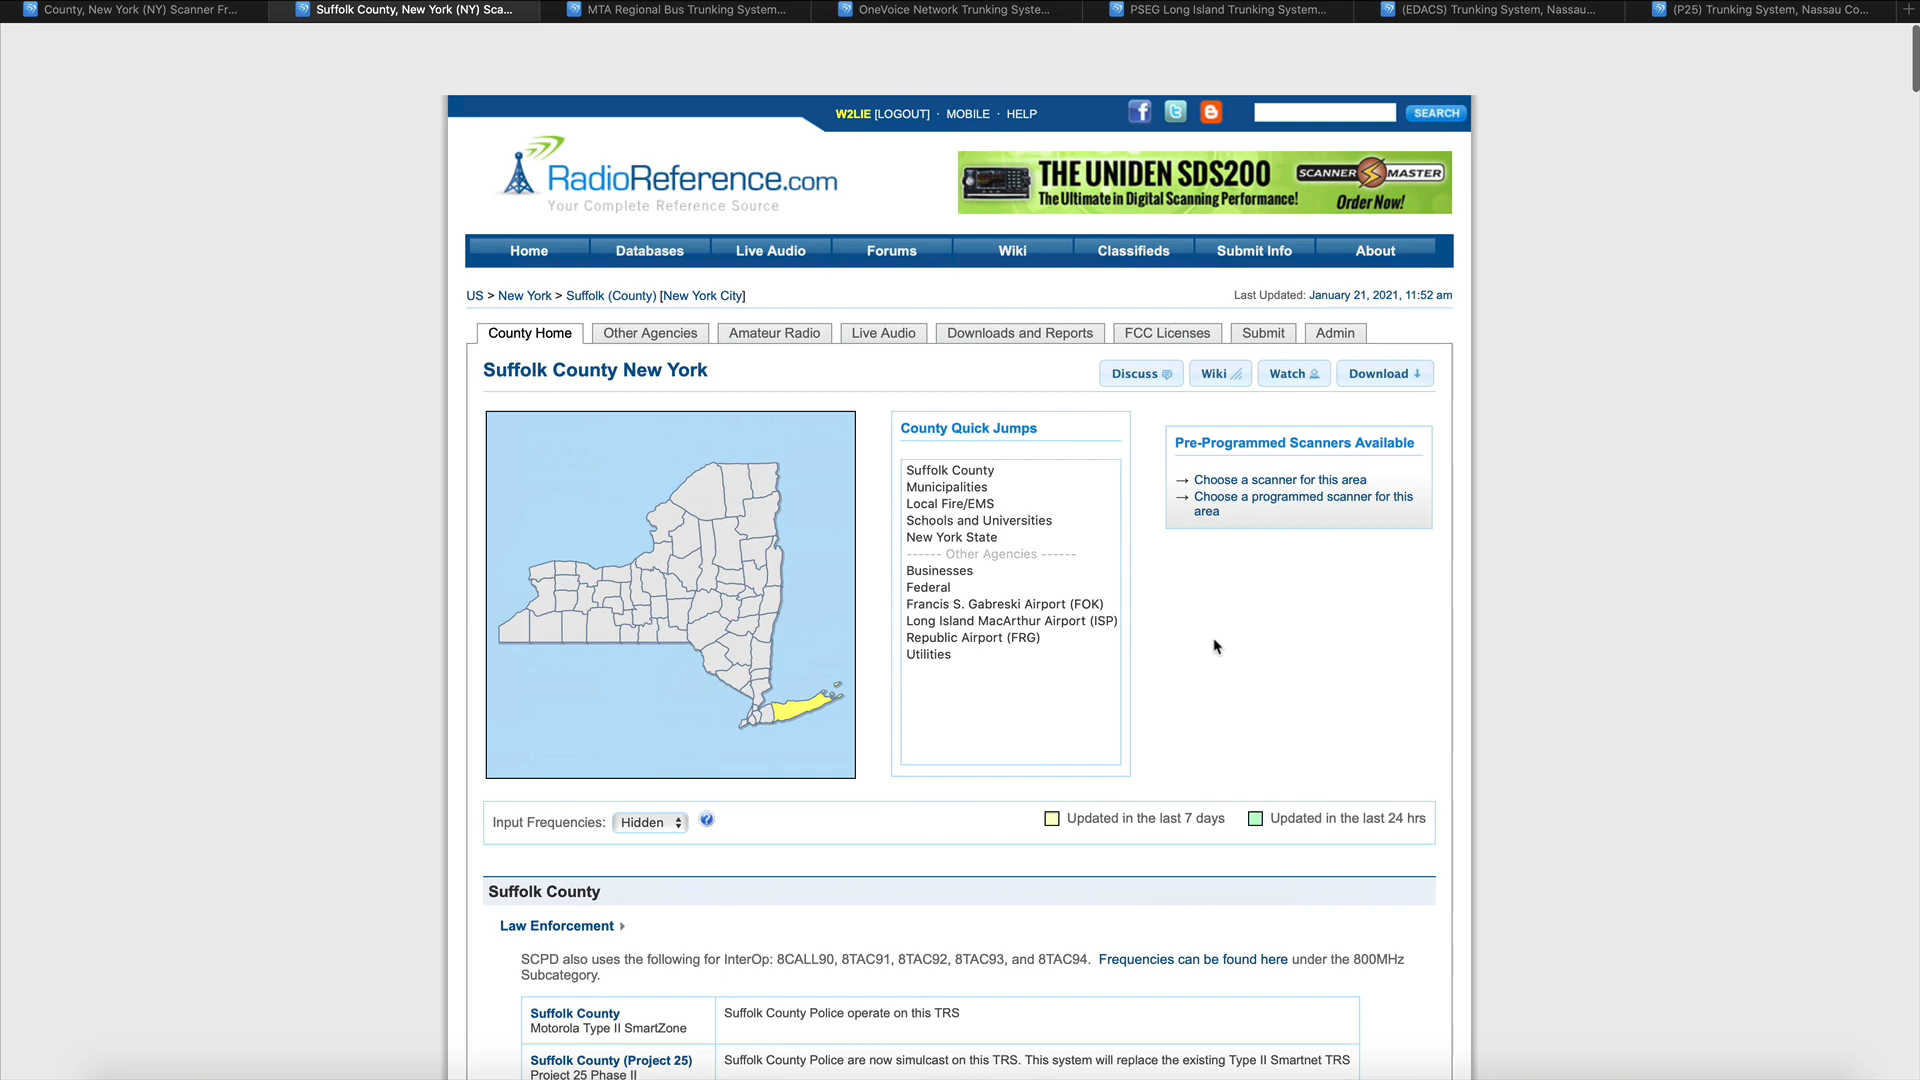 County, New York (NY) Scanner Fr...
Suffolk County, New York (NY) Sca...
MTA Regional Bus Trunking System...
OneVoice Network Trunking Syste...
PSEG Long Island Trunking System...
(EDACS) Trunking System, Nassau...
(P25) Trunking System, Nassau Co...
W2LIE [LOGOUT] · MOBILE · HELP
SEARCH
RadioReference.com
Your Complete Reference Source
THE UNIDEN SDS200
The Ultimate in Digital Scanning Performance!
SCANNER MASTER
Order Now!
Home
Databases
Live Audio
Forums
Wiki
Classifieds
Submit Info
About
US > New York > Suffolk (County) [New York City]
Last Updated: January 21, 2021, 11:52 am
County Home
Other Agencies
Amateur Radio
Live Audio
Downloads and Reports
FCC Licenses
Submit
Admin
Suffolk County New York
Discuss
Wiki
Watch
Download
County Quick Jumps
Suffolk County
Municipalities
Local Fire/EMS
Schools and Universities
New York State
------ Other Agencies ------
Businesses
Federal
Francis S. Gabreski Airport (FOK)
Long Island MacArthur Airport (ISP)
Republic Airport (FRG)
Utilities
Pre-Programmed Scanners Available
→ Choose a scanner for this area
→ Choose a programmed scanner for this
area
Input Frequencies: Hidden
Updated in the last 7 days
Updated in the last 24 hrs
Suffolk County
Law Enforcement
SCPD also uses the following for InterOp: 8CALL90, 8TAC91, 8TAC92, 8TAC93, and 8TAC94. Frequencies can be found here under the 800MHz
Subcategory.
Suffolk County
Motorola Type II SmartZone
Suffolk County Police operate on this TRS
Suffolk County (Project 25)
Project 25 Phase II
Suffolk County Police are now simulcast on this TRS. This system will replace the existing Type II Smartnet TRS